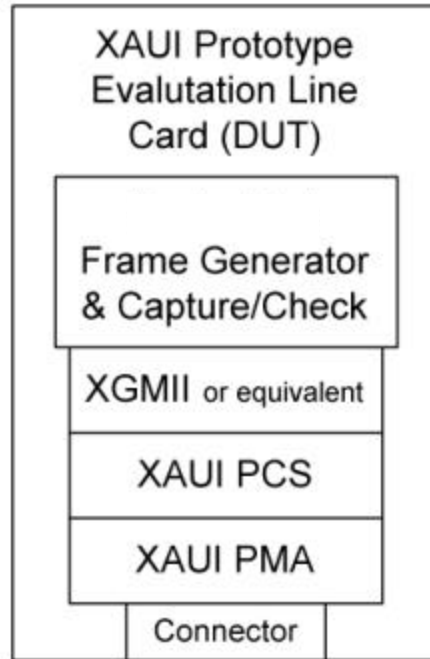 XAUI Prototype
Evalutation Line
Card (DUT)
Frame Generator
& Capture/Check
XGMII or equivalent
XAUI PCS
XAUI PMA
Connector